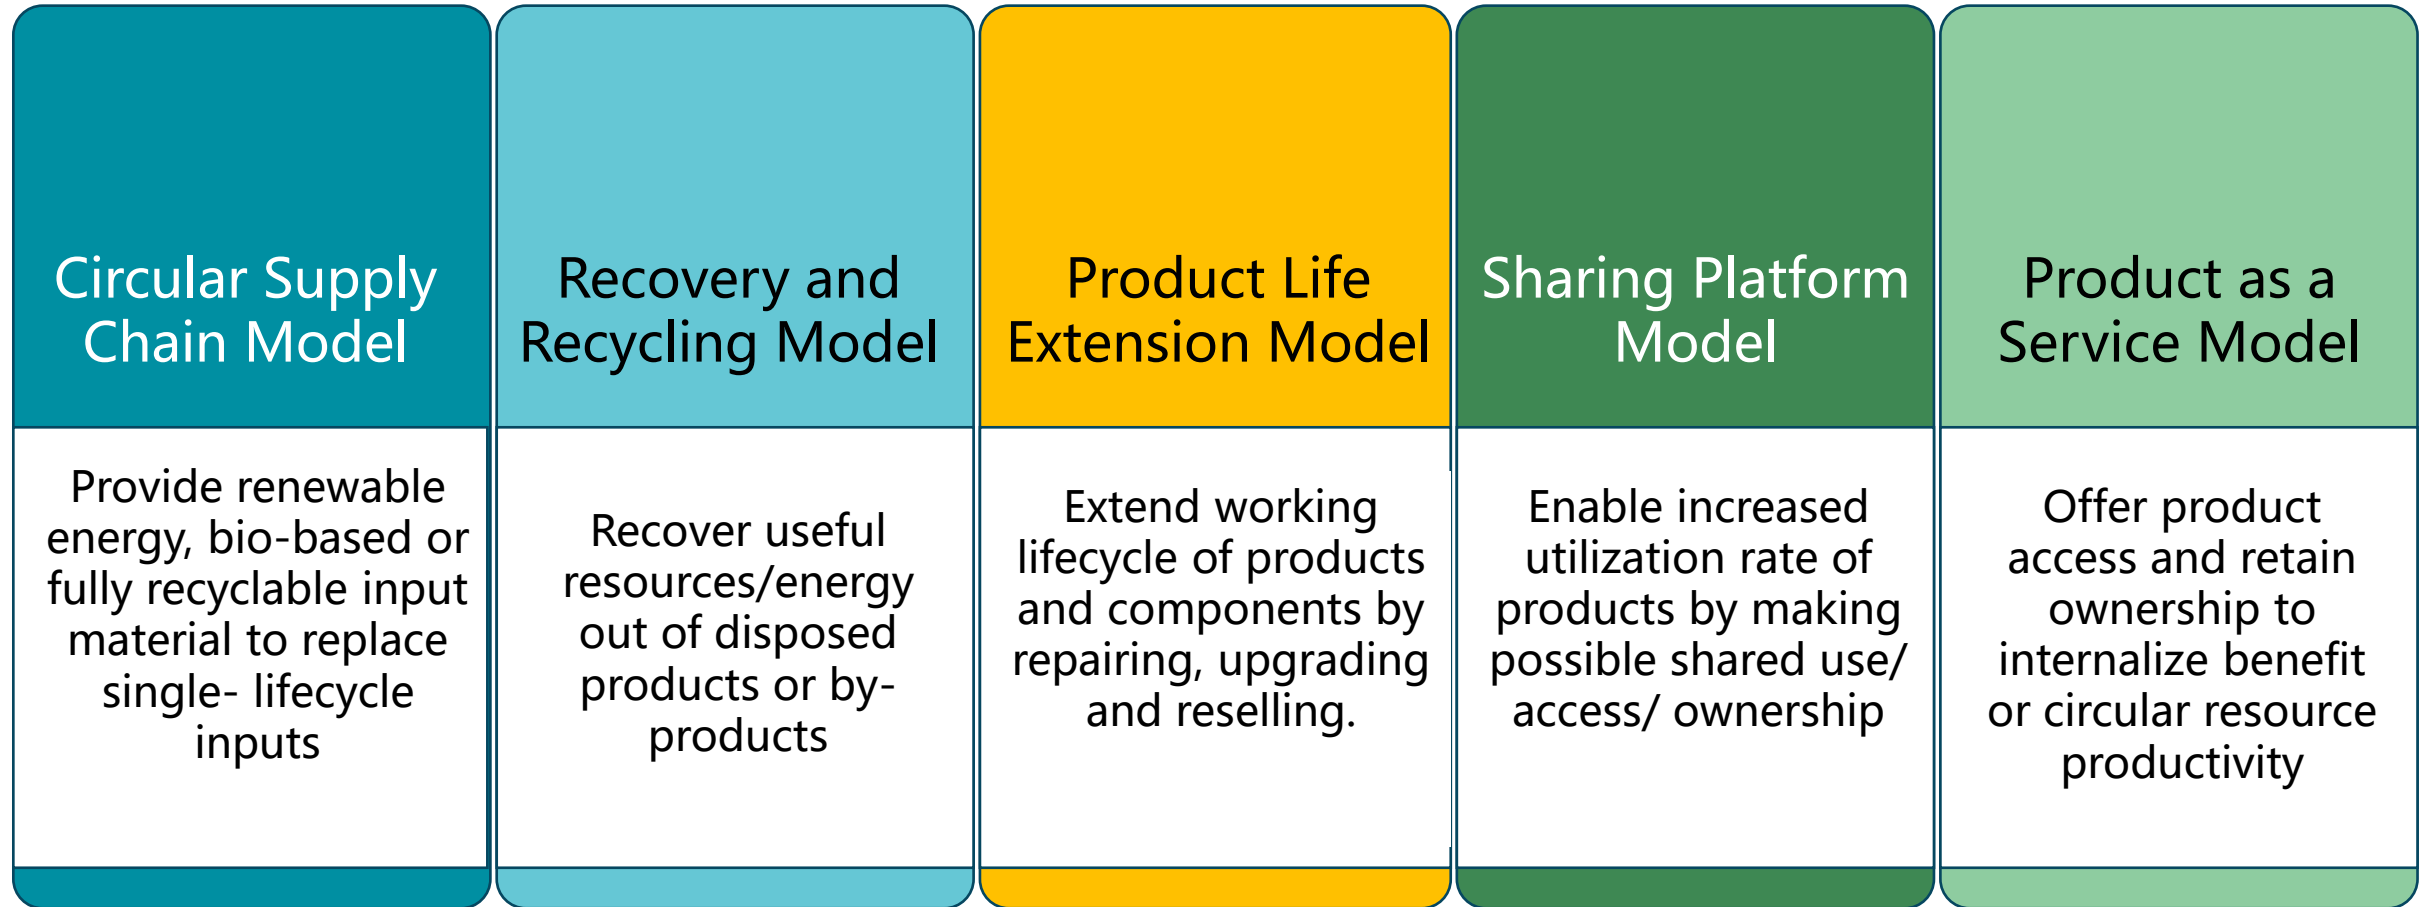 Circular Supply
Chain Model
Provide renewable
energy, bio-based or
fully recyclable input
material to replace
single- lifecycle
inputs
Recovery and
Recycling Model
Recover useful
resources/energy
out of disposed
products or by-
products
Product Life
Extension Model
Extend working
lifecycle of products
and components by
repairing, upgrading
and reselling.
Sharing Platform
Model
Enable increased
utilization rate of
products by making
possible shared use/
access/ ownership
Product as a
Service Model
Offer product
access and retain
ownership to
internalize benefit
or circular resource
productivity